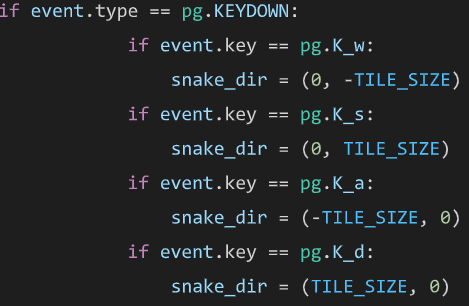 if event.type == pg.KEYDOWN:
            if event.key == pg.K_w:
                snake_dir = (0, -TILE_SIZE)
            if event.key == pg.K_s:
                snake_dir = (0, TILE_SIZE)
            if event.key == pg.K_a:
                snake_dir = (-TILE_SIZE, 0)
            if event.key == pg.K_d:
                snake_dir = (TILE_SIZE, 0)